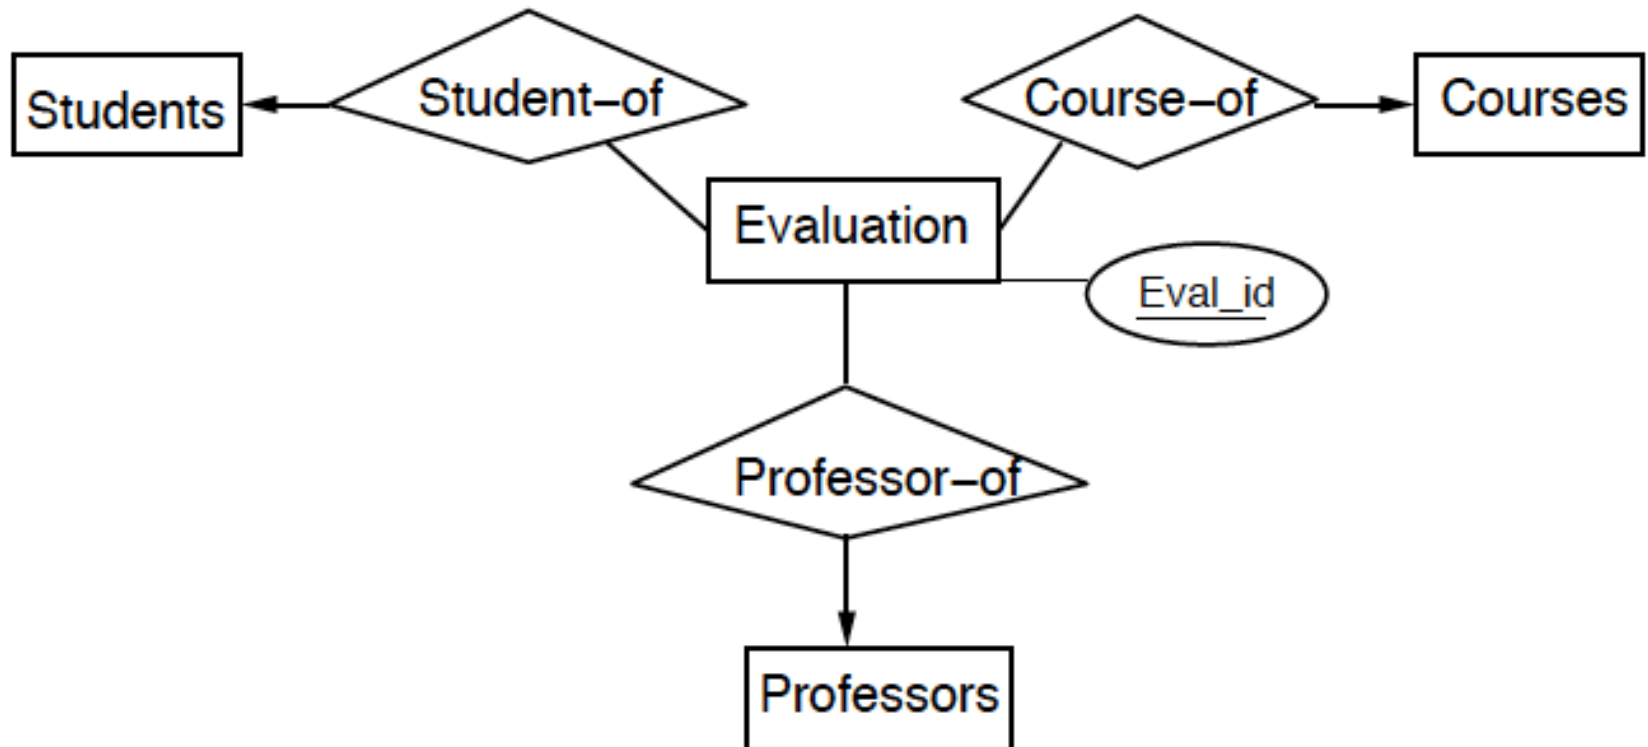 Students
Student–of
Course–of
Courses
Evaluation
Eval_id
Professor–of
Professors